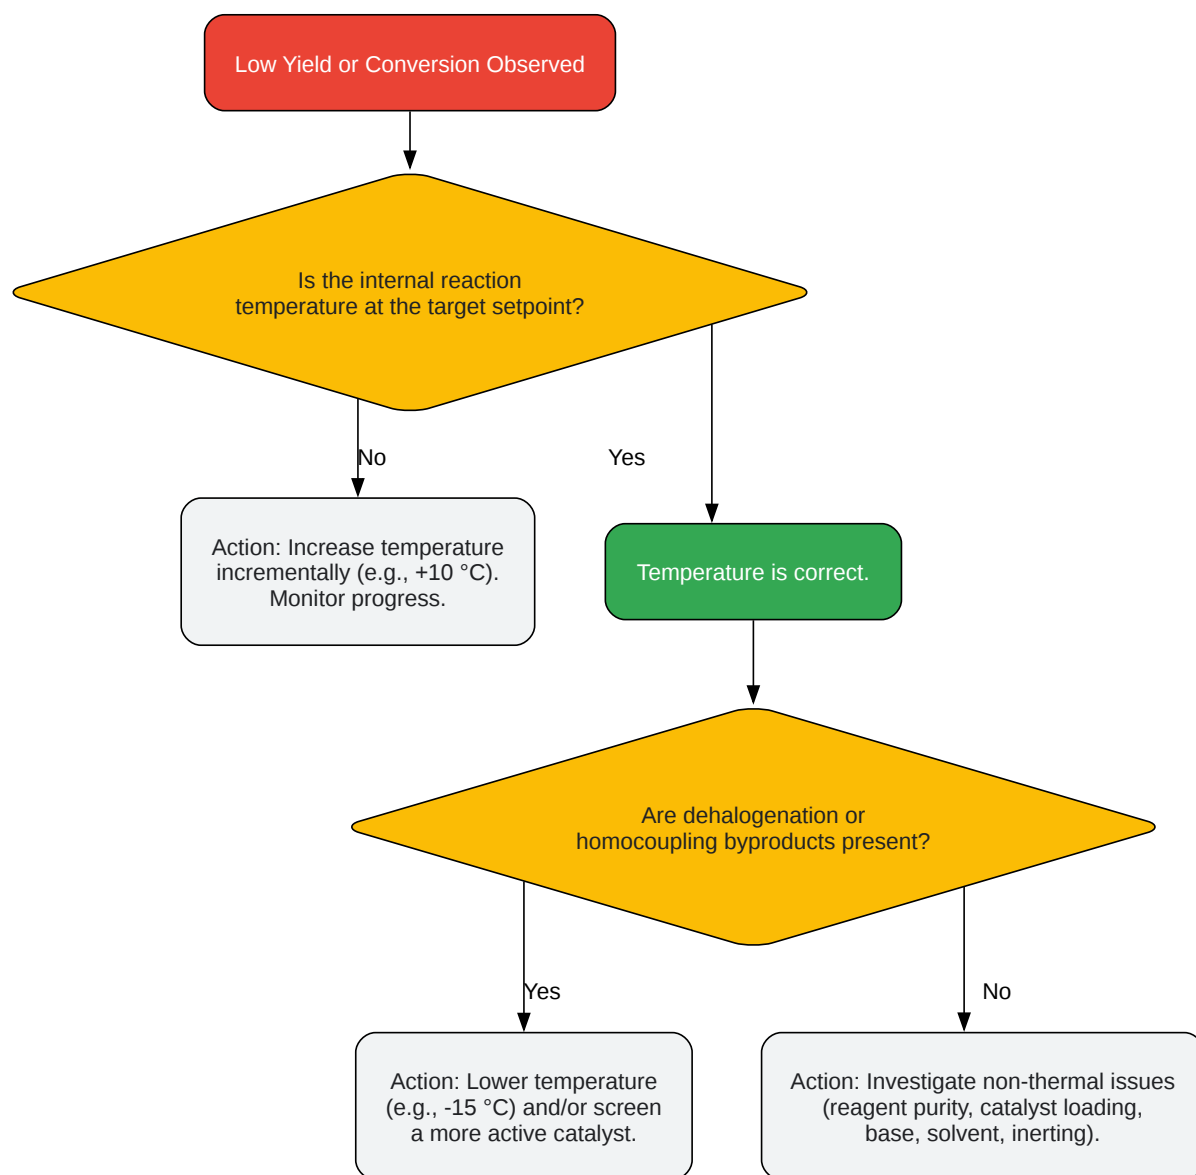 Low Yield or Conversion Observed
Is the internal reaction
temperature at the target setpoint?
No
Yes
Action: Increase temperature
incrementally (e.g., +10 °C).
Monitor progress.
Temperature is correct.
Are dehalogenation or
homocoupling byproducts present?
Yes
No
Action: Lower temperature
(e.g., -15 °C) and/or screen
a more active catalyst.
Action: Investigate non-thermal issues
(reagent purity, catalyst loading,
base, solvent, inerting).